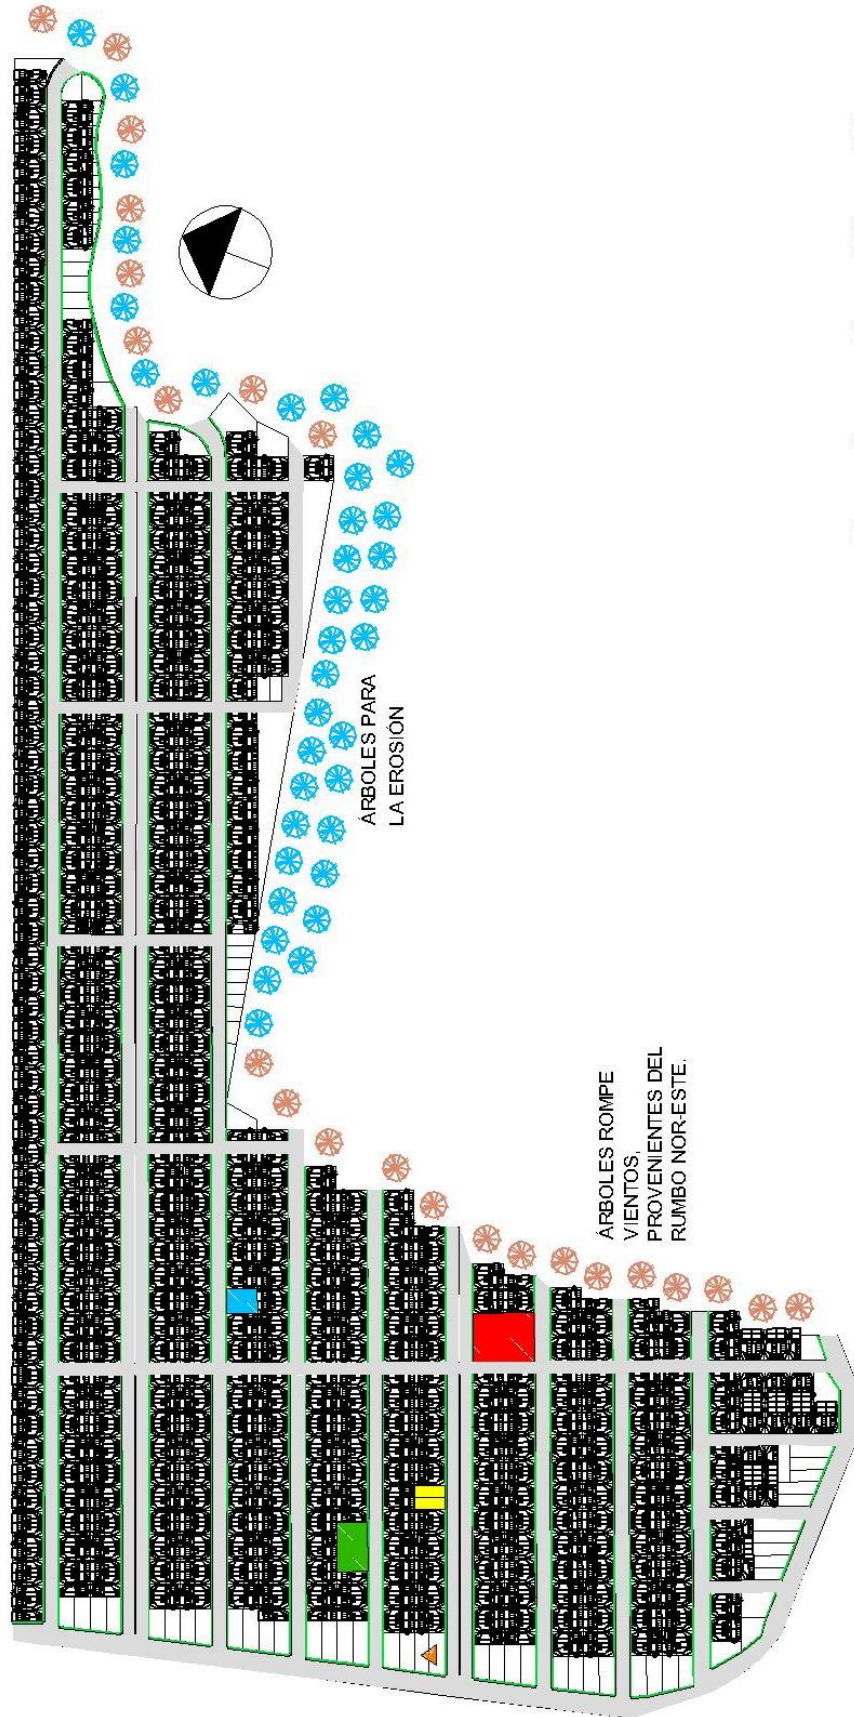 ÁRBOLES PARA
LA EROSIÓN
ÁRBOLES ROMPE
VIENTOS,
PROVENIENTES DEL
RUMBO NOR-ESTE.